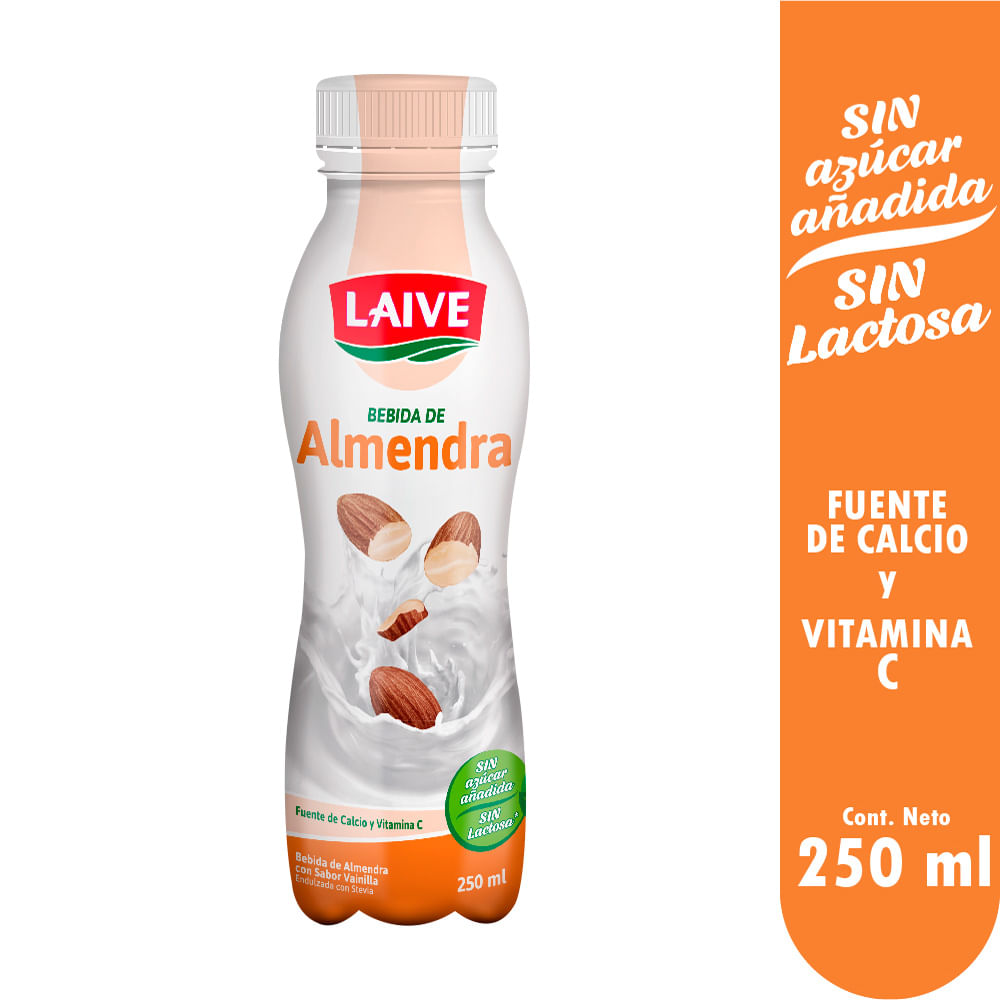 LAIVE
BEBIDA DE
Almendra
SIN
azúcar
añadida
SIN
Lactosa*
Fuente de Calcio y Vitamina C
Bebida de Almendra
con Sabor Vainilla
Endulzada con Stevia
250 ml
SIN
azúcar
añadida
SIN
Lactosa
FUENTE
DE CALCIO
y
VITAMINA
C
Cont. Neto
250 ml